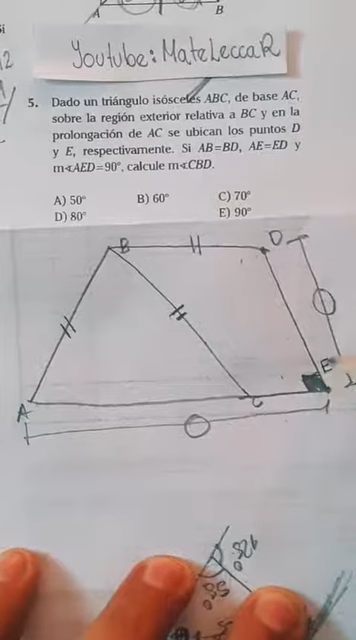 A
B
Youtube: MateLeccaR
5. Dado un triángulo isósceles ABC, de base AC,
sobre la región exterior relativa a BC y en la
prolongación de AC se ubican los puntos D
y E, respectivamente. Si AB=BD, AE=ED y
m∢AED=90°, calcule m∢CBD.
A) 50° B) 60° C) 70°
D) 80° E) 90°
B D
E
A C